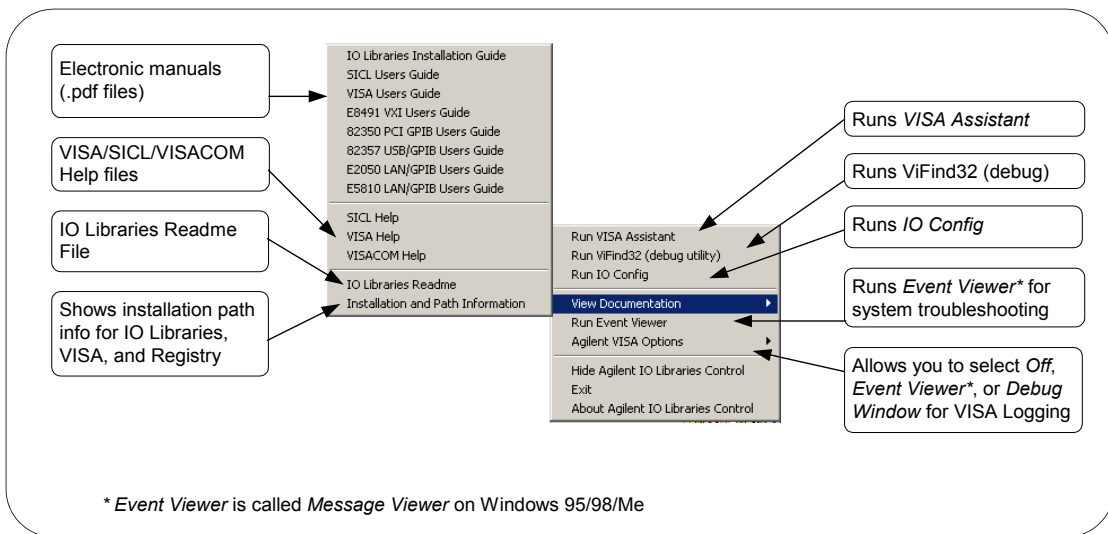 Electronic manuals
(.pdf files)
VISA/SICL/VISACOM
Help files
IO Libraries Readme
File
Shows installation path
info for IO Libraries,
VISA, and Registry
IO Libraries Installation Guide
SICL Users Guide
VISA Users Guide
E8491 VXI Users Guide
82350 PCI GPIB Users Guide
82357 USB/GPIB Users Guide
E2050 LAN/GPIB Users Guide
E5810 LAN/GPIB Users Guide
SICL Help
VISA Help
VISACOM Help
IO Libraries Readme
Installation and Path Information
Run VISA Assistant
Run ViFind32 (debug utility)
Run IO Config
View Documentation
Run Event Viewer
Agilent VISA Options
Hide Agilent IO Libraries Control
Exit
About Agilent IO Libraries Control
Runs VISA Assistant
Runs ViFind32 (debug)
Runs IO Config
Runs Event Viewer* for
system troubleshooting
Allows you to select Off,
Event Viewer*, or Debug
Window for VISA Logging
* Event Viewer is called Message Viewer on Windows 95/98/Me